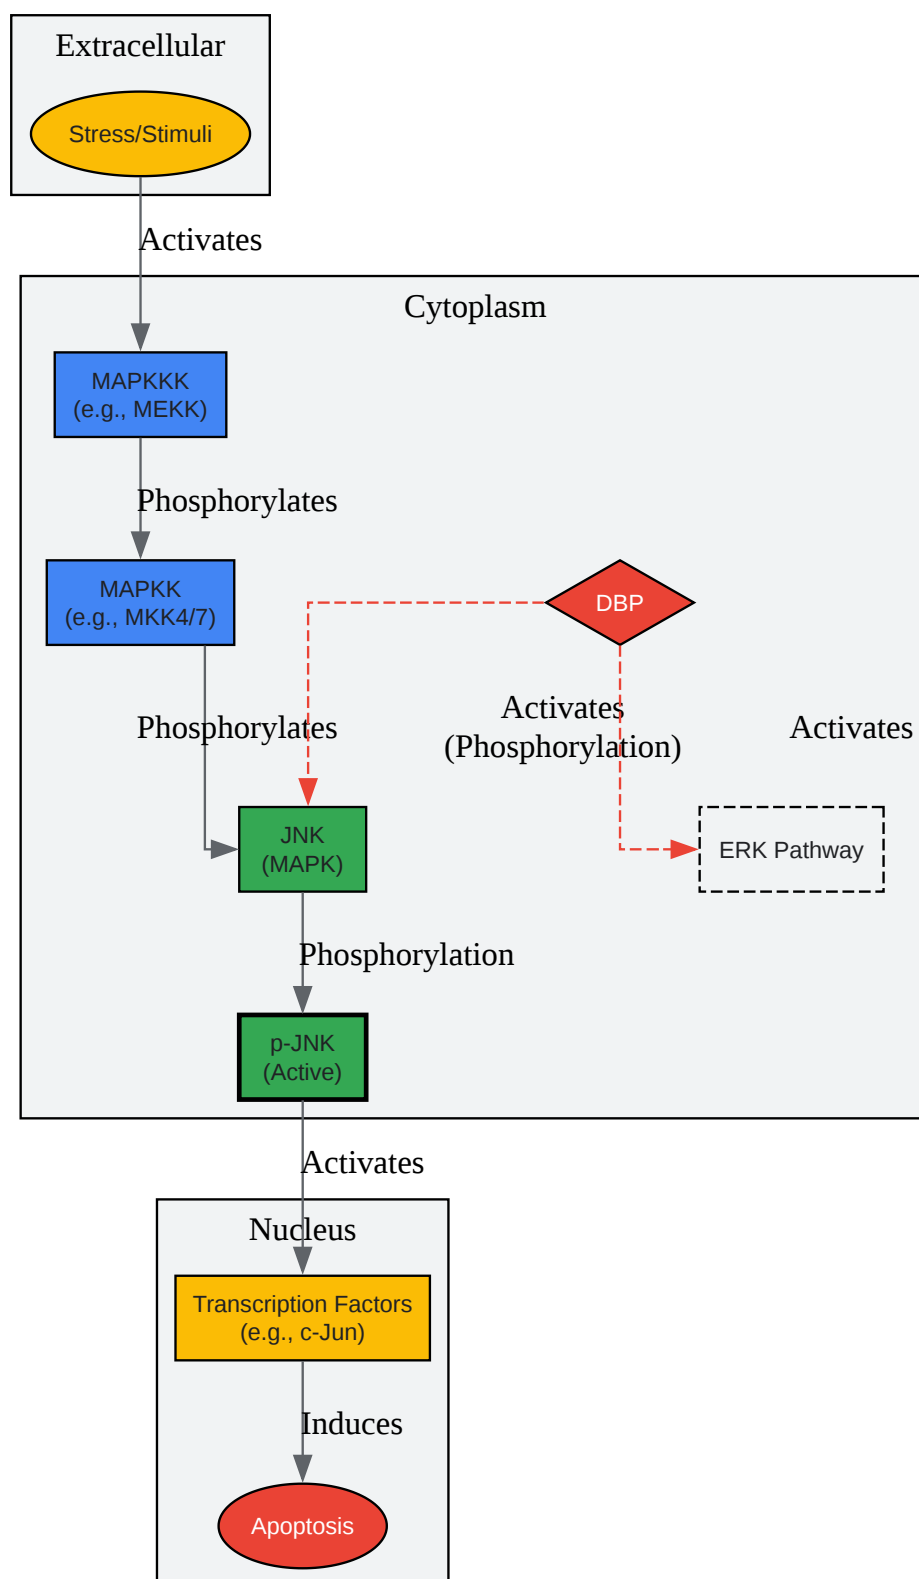 Extracellular
Stress/Stimuli
Activates
Cytoplasm
MAPKKK
(e.g., MEKK)
Phosphorylates
MAPKK
(e.g., MKK4/7)
DBP
Phosphorylates
Activates
(Phosphorylation)
Activates
JNK
(MAPK)
ERK Pathway
Phosphorylation
p-JNK
(Active)
Activates
Nucleus
Transcription Factors
(e.g., c-Jun)
Induces
Apoptosis